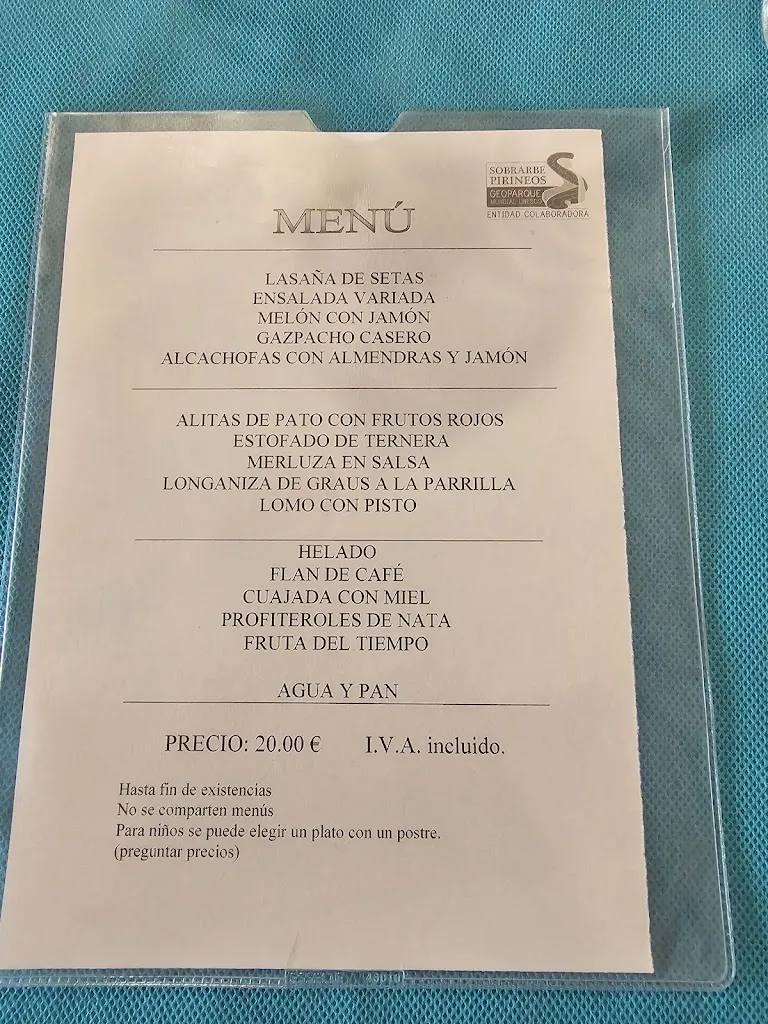 SOBRARBE
PIRINEOS
GEOPARQUE
MUNDIAL UNESCO
ENTIDAD COLABORADORA
MENÚ
LASAÑA DE SETAS
ENSALADA VARIADA
MELÓN CON JAMÓN
GAZPACHO CASERO
ALCACHOFAS CON ALMENDRAS Y JAMÓN
ALITAS DE PATO CON FRUTOS ROJOS
ESTOFADO DE TERNERA
MERLUZA EN SALSA
LONGANIZA DE GRAUS A LA PARRILLA
LOMO CON PISTO
HELADO
FLAN DE CAFÉ
CUAJADA CON MIEL
PROFITEROLES DE NATA
FRUTA DEL TIEMPO
AGUA Y PAN
PRECIO: 20.00 € I.V.A. incluido.
Hasta fin de existencias
No se comparten menús
Para niños se puede elegir un plato con un postre.
(preguntar precios)